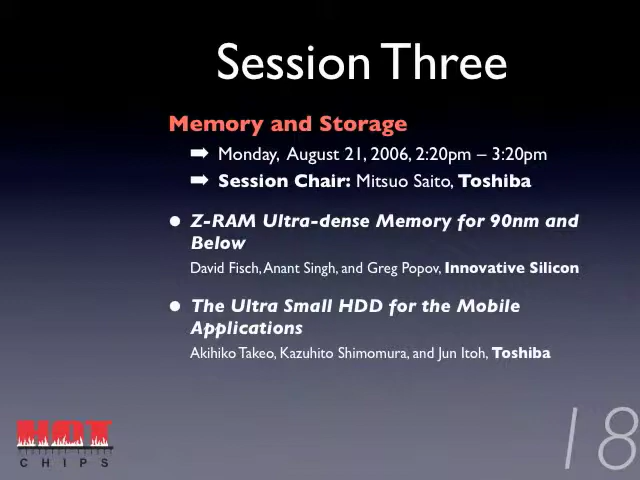 Session Three
Memory and Storage
➡ Monday, August 21, 2006, 2:20pm – 3:20pm
➡ Session Chair: Mitsuo Saito, Toshiba
• Z-RAM Ultra-dense Memory for 90nm and
Below
David Fisch, Anant Singh, and Greg Popov, Innovative Silicon
• The Ultra Small HDD for the Mobile
Applications
Akihiko Takeo, Kazuhito Shimomura, and Jun Itoh, Toshiba
HOT
CHIPS
18